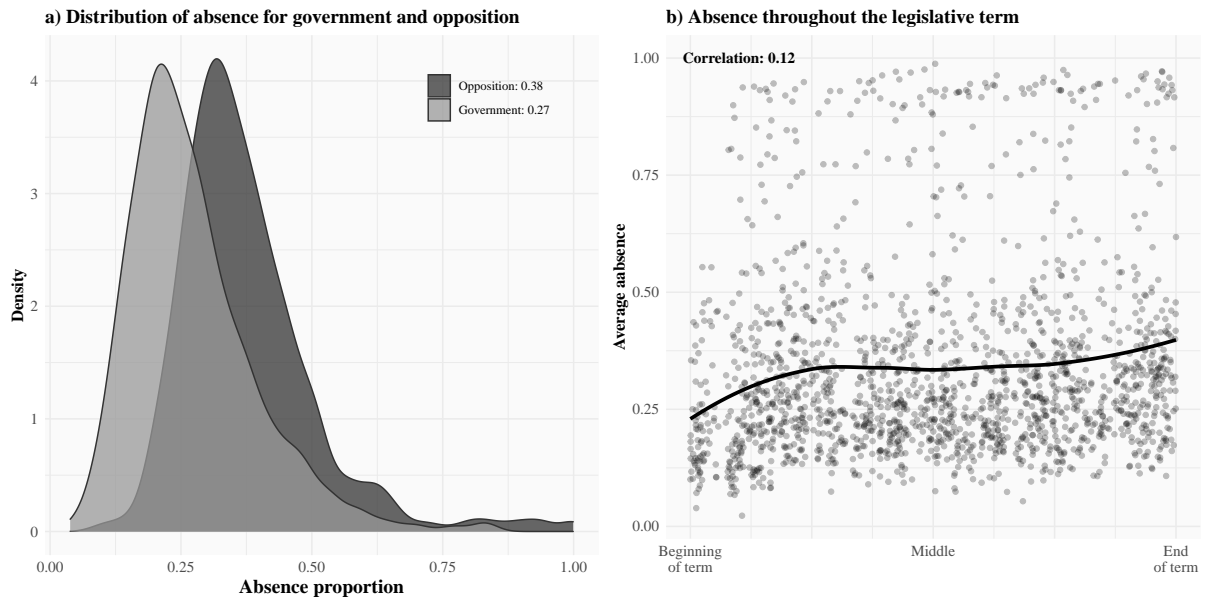 a) Distribution of absence for government and opposition
4
3
2
1
0
Density
Opposition: 0.38
Government: 0.27
0.00
0.25
0.50
0.75
1.00
Absence proportion
b) Absence throughout the legislative term
Correlation: 0.12
1.00
0.75
0.50
0.25
0.00
Average aabsence
Beginning
of term
Middle
End
of term